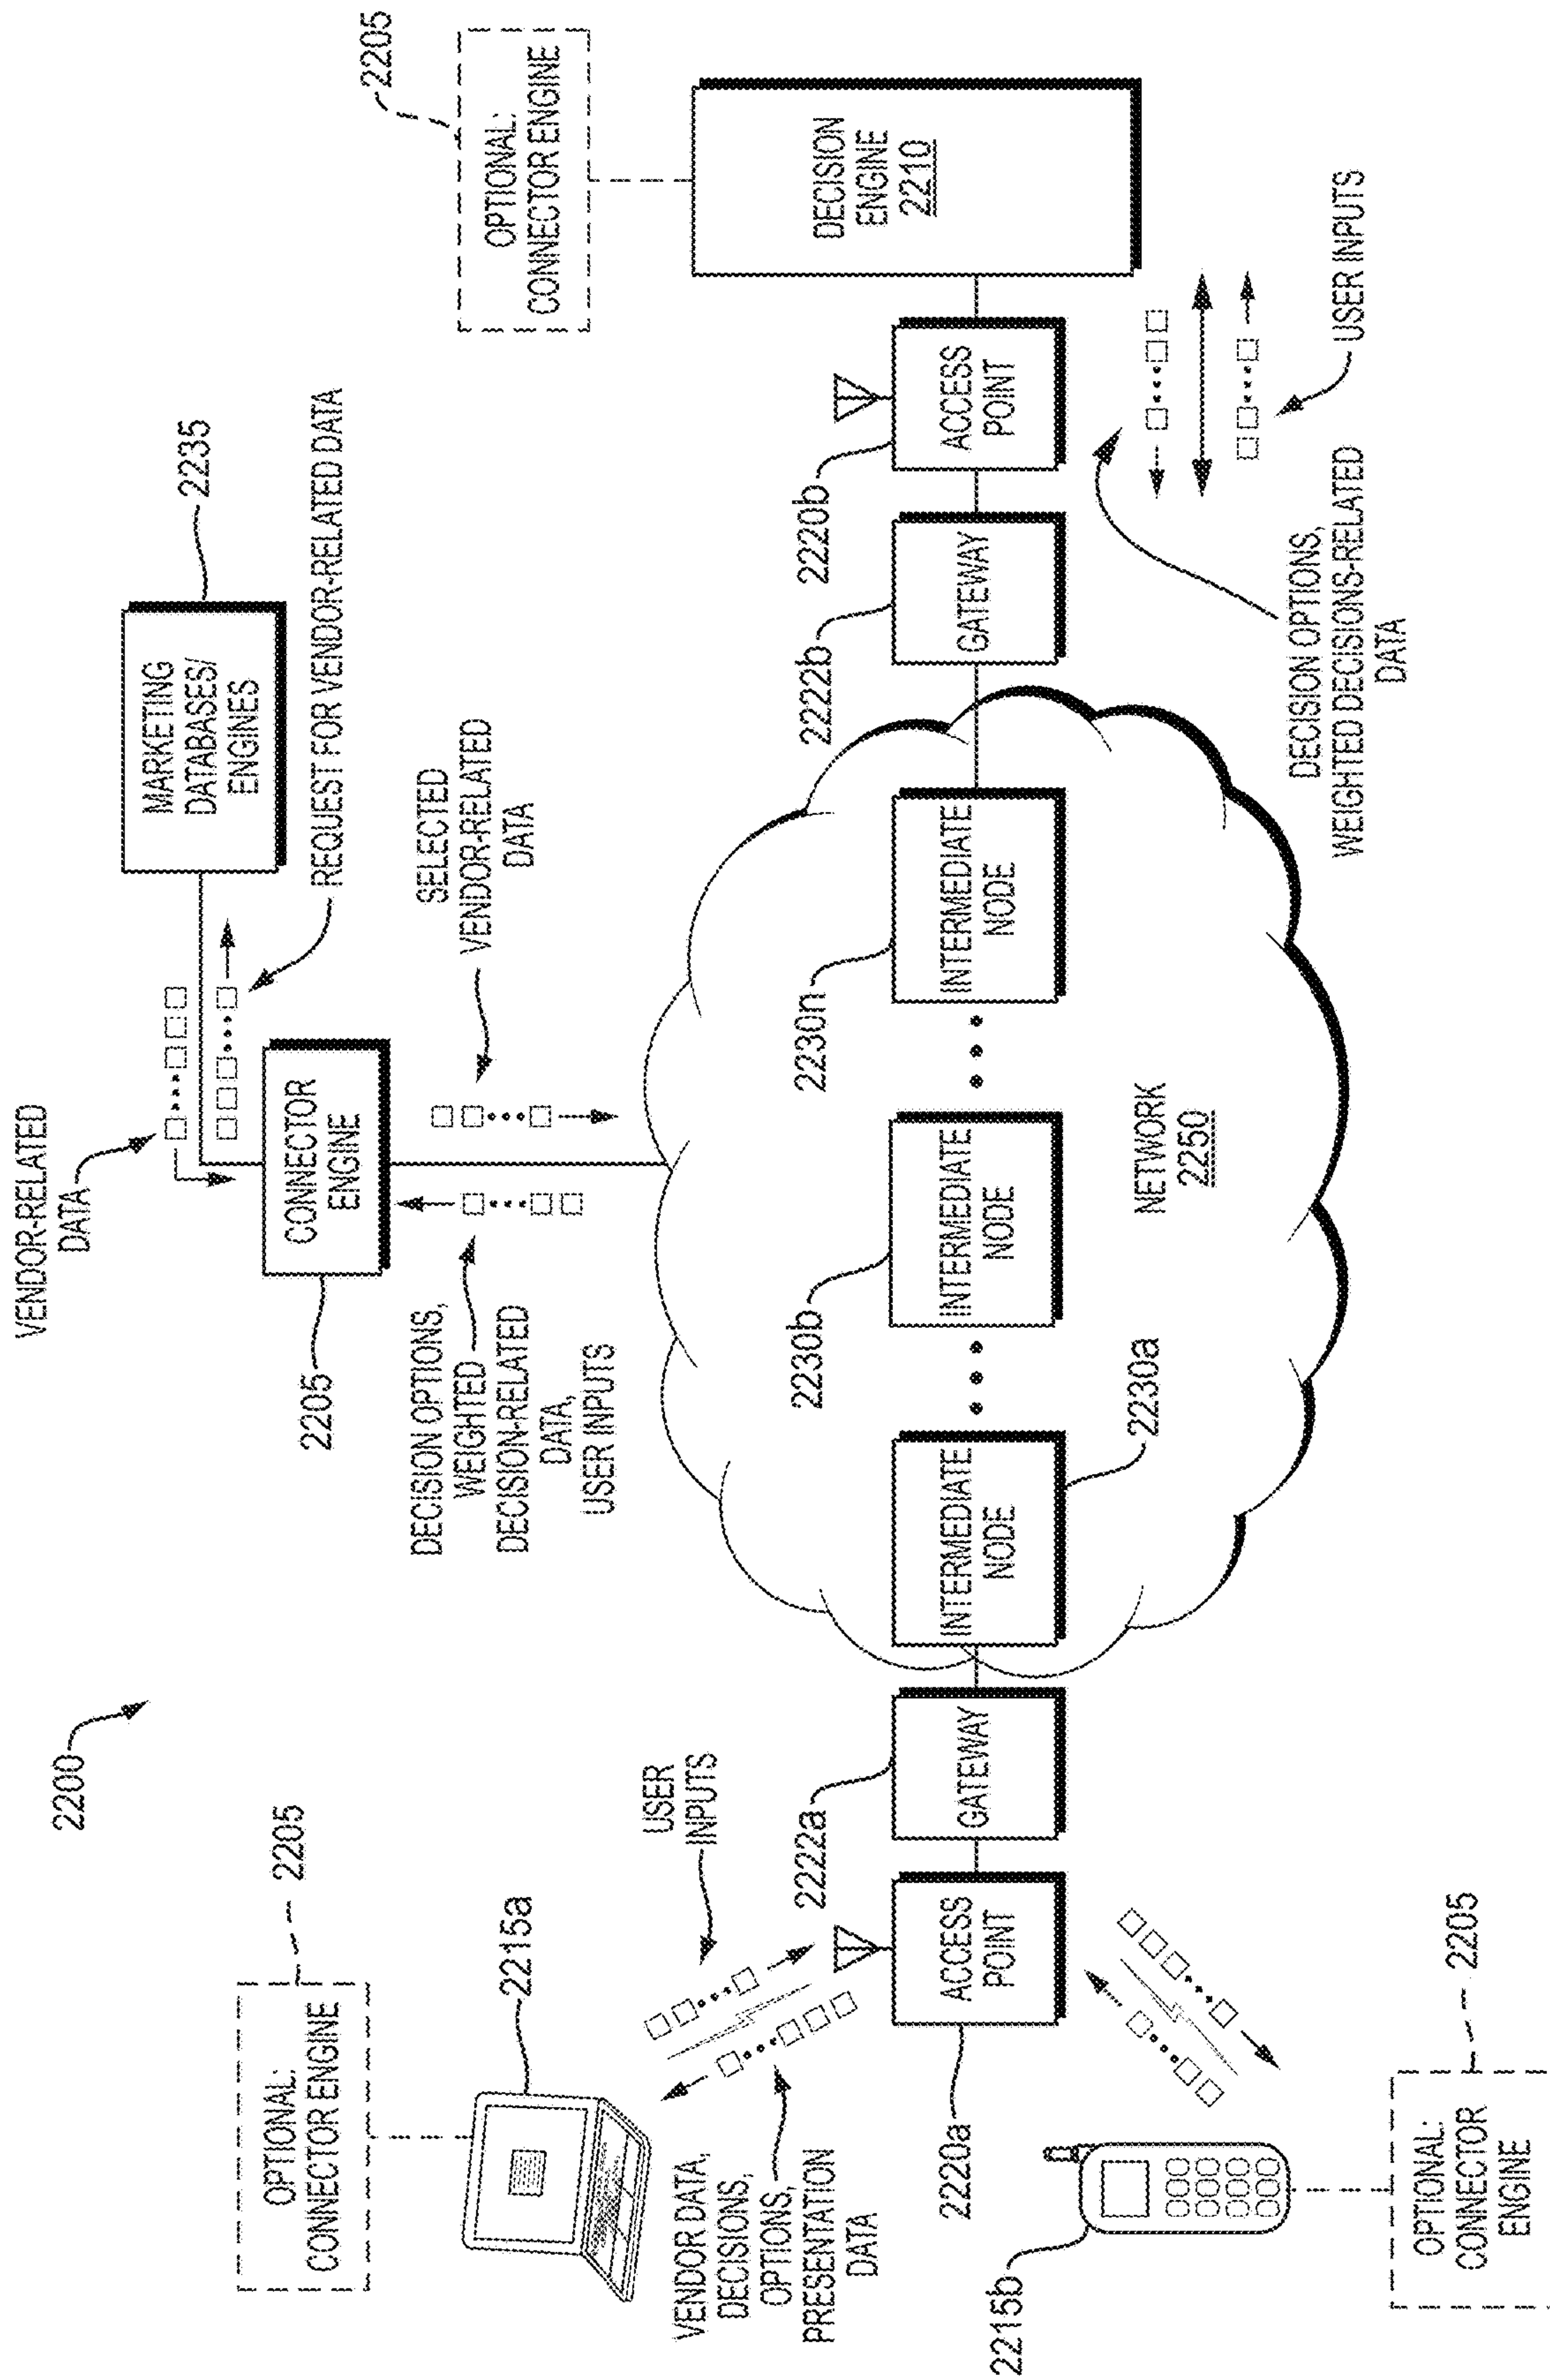 2200
VENDOR-RELATED
DATA
MARKETING
DATABASES/
ENGINES
2235
REQUEST FOR VENDOR-RELATED DATA
CONNECTOR
ENGINE
2205
DECISION OPTIONS,
WEIGHTED
DECISION-RELATED
DATA,
USER INPUTS
SELECTED
VENDOR-RELATED
DATA
OPTIONAL:
CONNECTOR ENGINE
2205
2215a
USER
INPUTS
VENDOR DATA,
DECISIONS,
OPTIONS,
PRESENTATION
DATA
OPTIONAL:
CONNECTOR ENGINE
2205
2220a
ACCESS
POINT
2222a
GATEWAY
INTERMEDIATE
NODE
2230a
2230b
INTERMEDIATE
NODE
2230n
INTERMEDIATE
NODE
NETWORK
2250
2222b
GATEWAY
2220b
ACCESS
POINT
DECISION
ENGINE
2210
2215b
OPTIONAL:
CONNECTOR
ENGINE
2205
DECISION OPTIONS,
WEIGHTED DECISIONS-RELATED
DATA
USER INPUTS